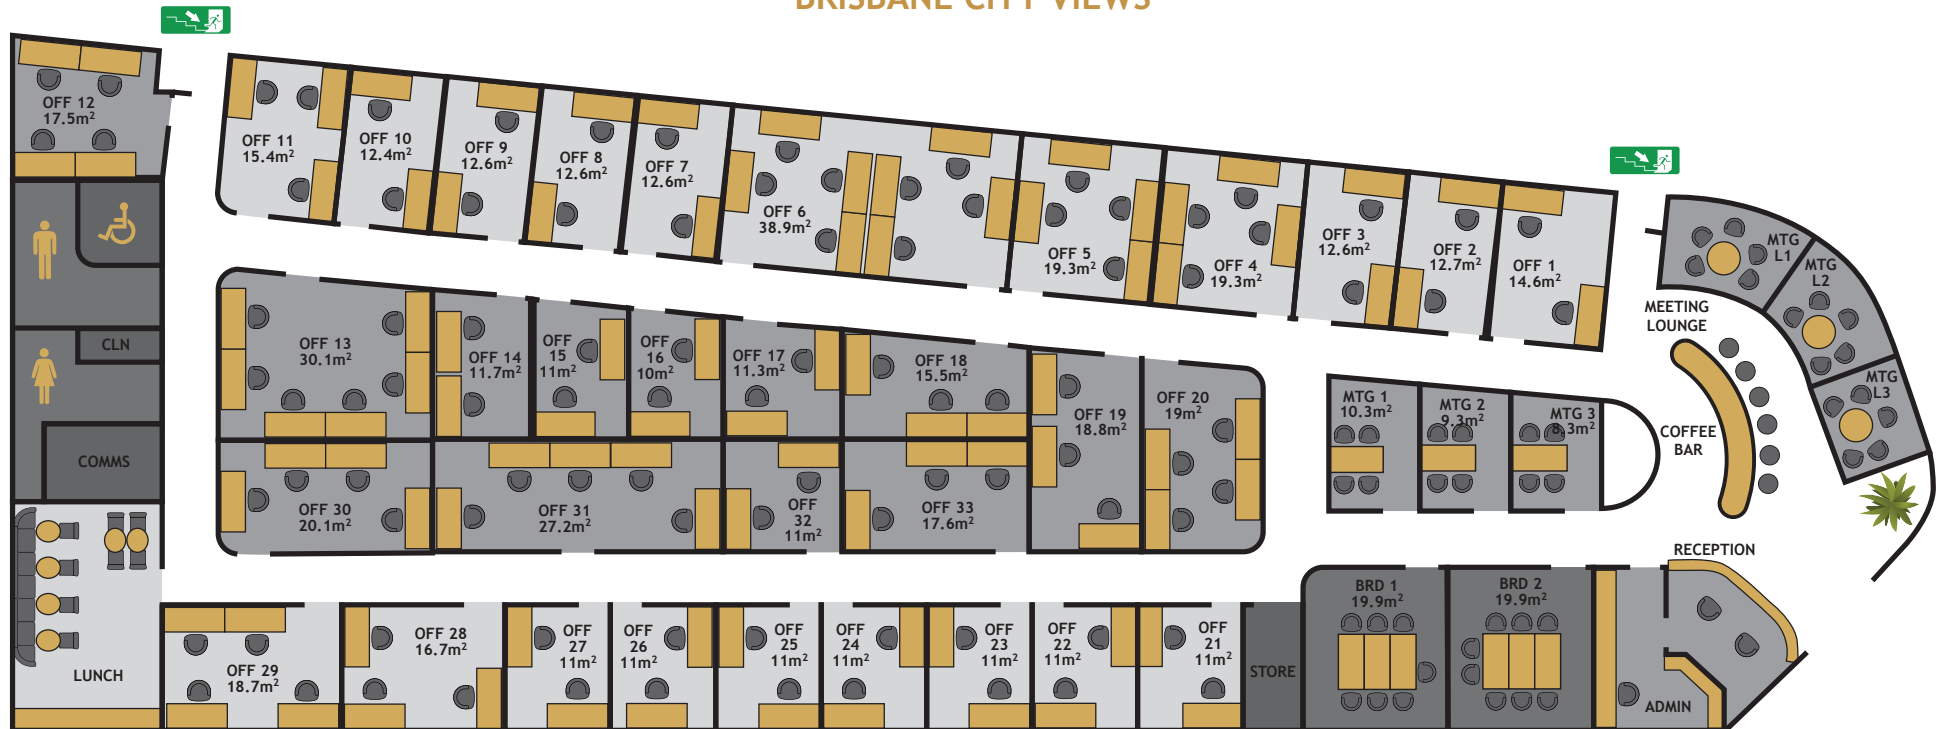 BRISBANE CITY VIEWS
OFF 12
17.5m²
OFF 11
15.4m²
OFF 10
12.4m²
OFF 9
12.6m²
OFF 8
12.6m²
OFF 7
12.6m²
OFF 6
38.9m²
OFF 5
19.3m²
OFF 4
19.3m²
OFF 3
12.6m²
OFF 2
12.7m²
OFF 1
14.6m²
MTG
L1
MTG
L2
MTG
L3
MEETING
LOUNGE
COFFEE
BAR
CLN
COMMS
OFF 13
30.1m²
OFF 14
11.7m²
OFF
15
11m²
OFF
16
10m²
OFF 17
11.3m²
OFF 18
15.5m²
OFF 19
18.8m²
OFF 20
19m²
MTG 1
10.3m²
MTG 2
9.3m²
MTG 3
8.3m²
OFF 30
20.1m²
OFF 31
27.2m²
OFF
32
11m²
OFF 33
17.6m²
RECEPTION
LUNCH
OFF 29
18.7m²
OFF 28
16.7m²
OFF
27
11m²
OFF
26
11m²
OFF
25
11m²
OFF
24
11m²
OFF
23
11m²
OFF
22
11m²
OFF
21
11m²
STORE
BRD 1
19.9m²
BRD 2
19.9m²
ADMIN